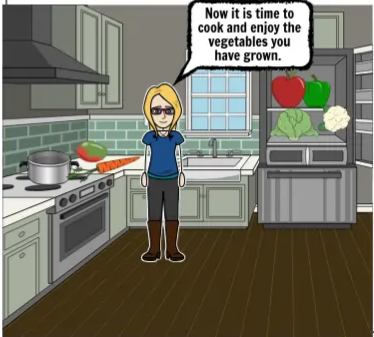 Now it is time to
cook and enjoy the
vegetables you
have grown.